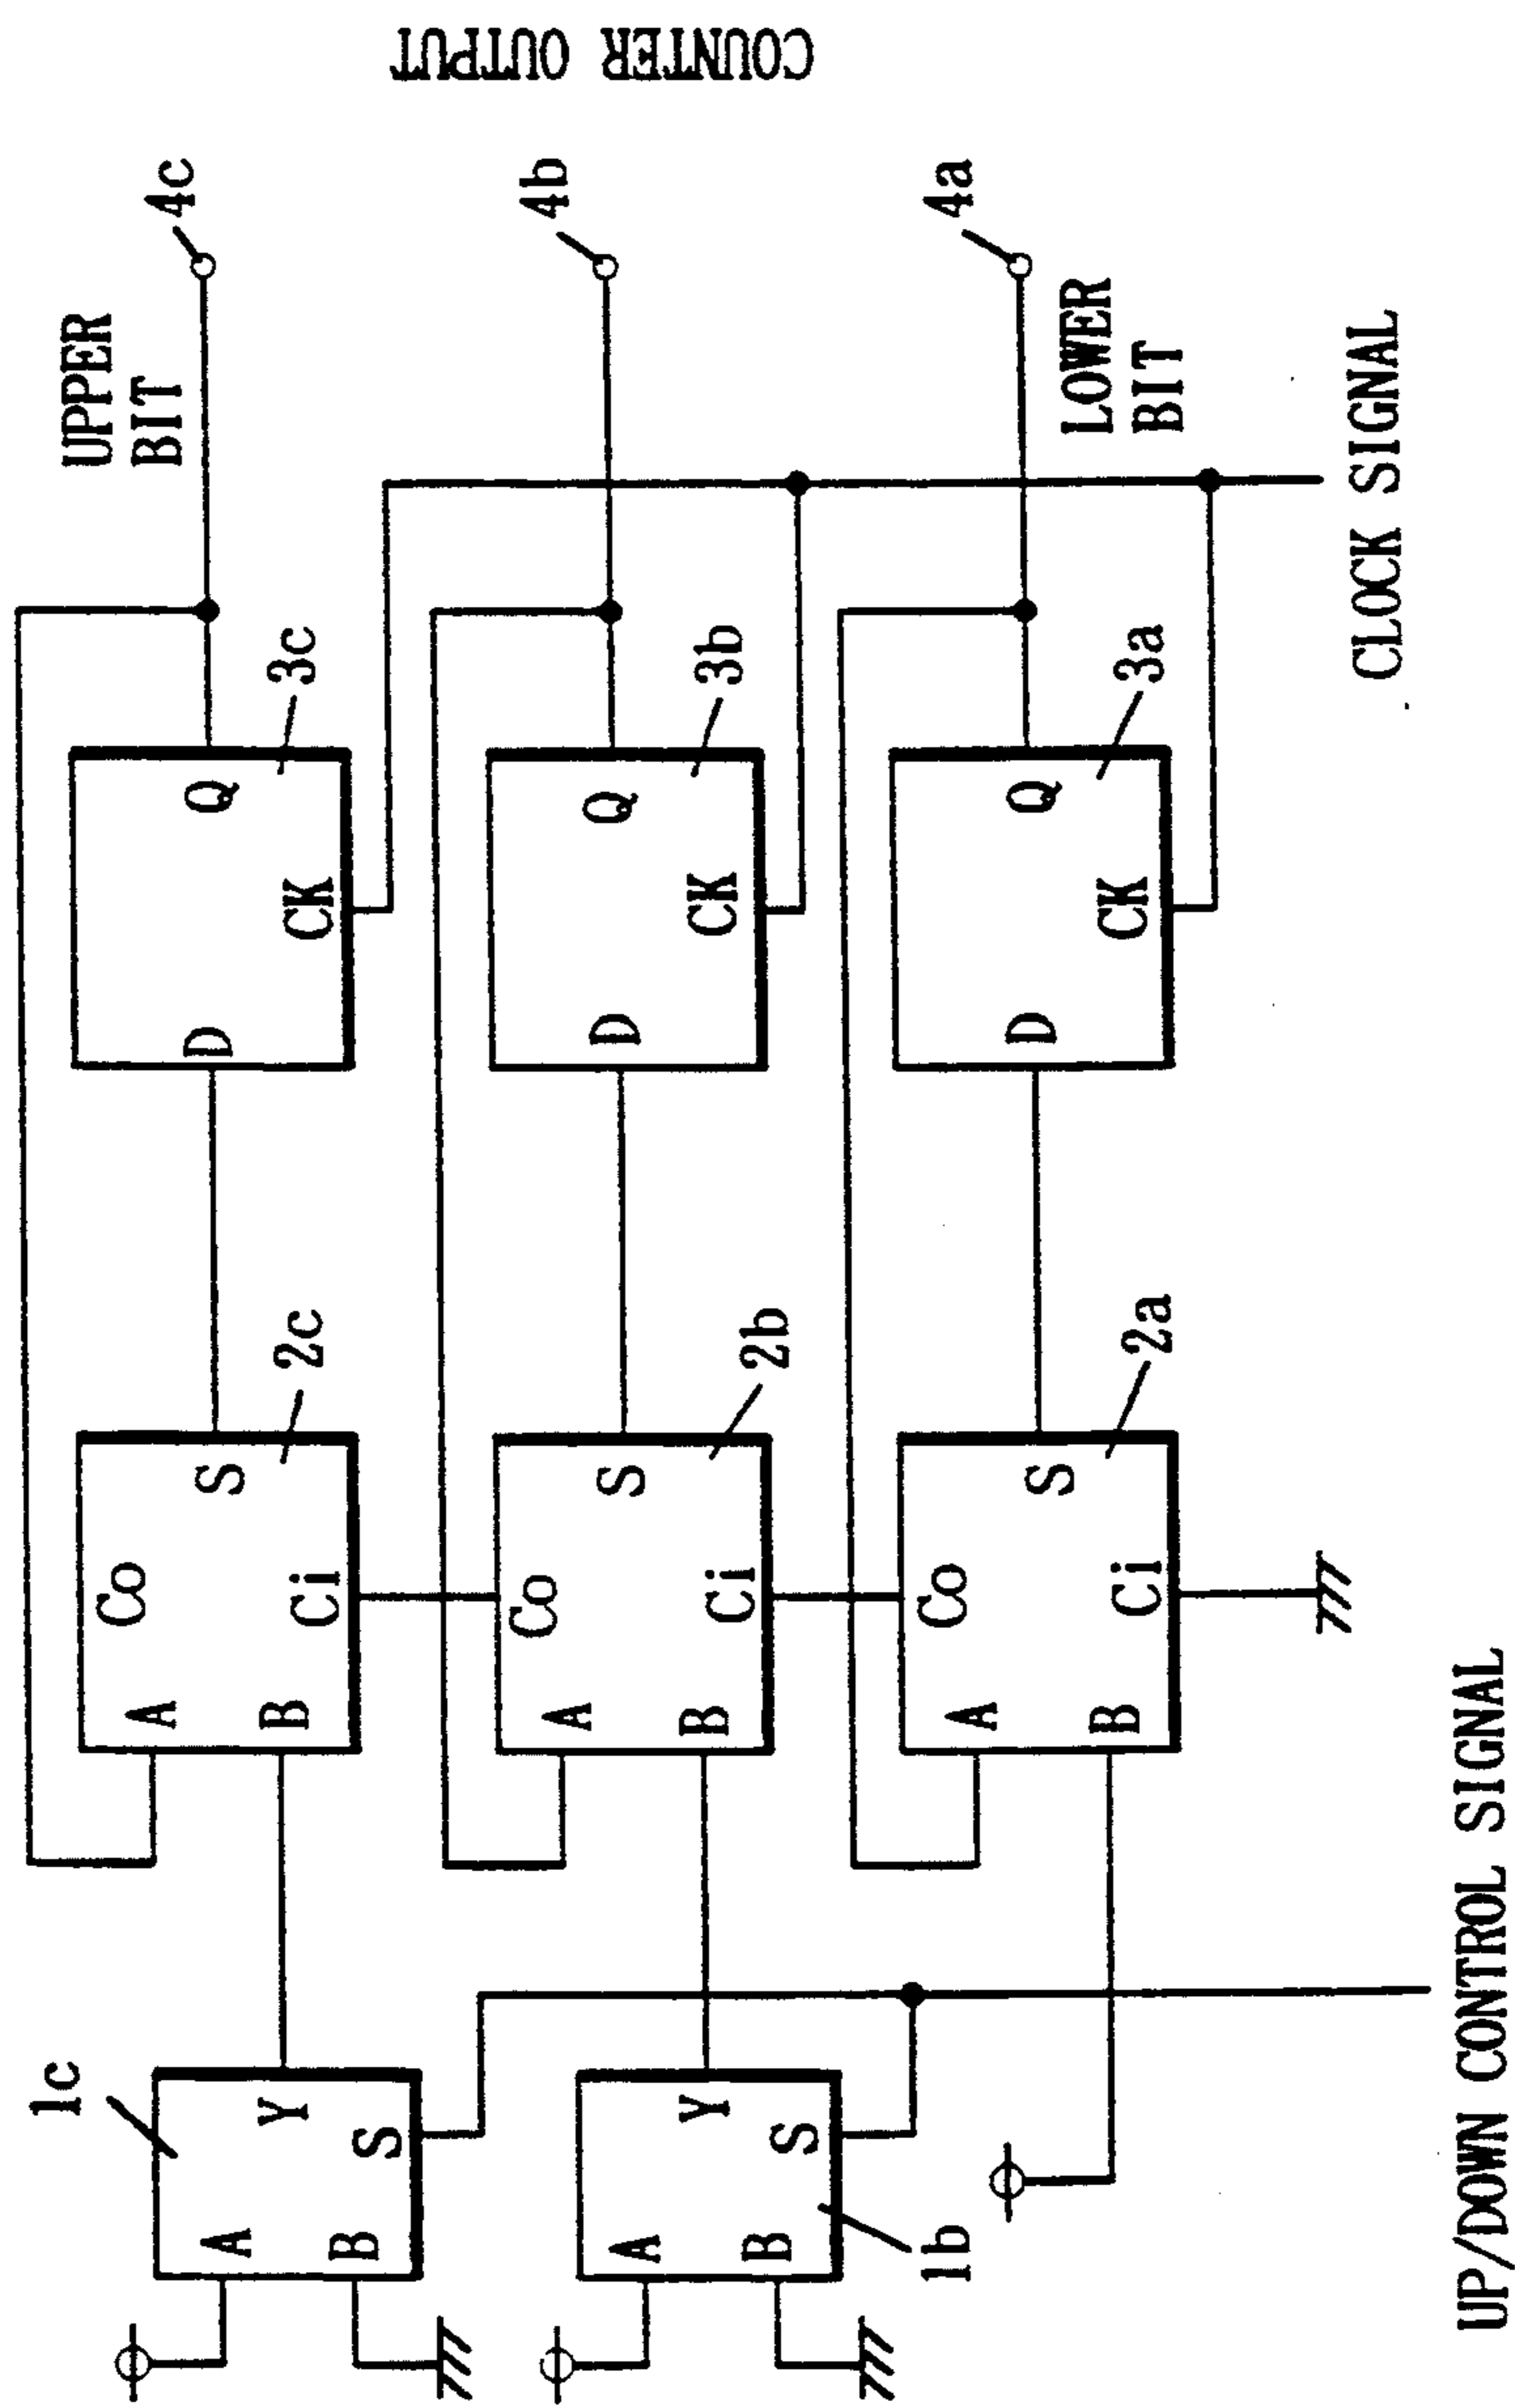 1c
A
B
Y
S
A
B
Co
Ci
S
2c
D
Q
CK
3c
UPPER
BIT
4c
1b
A
B
Y
S
A
B
Co
Ci
S
2b
D
Q
CK
3b
4b
COUNTER OUTPUT
A
B
Co
Ci
S
2a
D
Q
CK
3a
LOWER
BIT
4a
UP/DOWN CONTROL SIGNAL
CLOCK SIGNAL